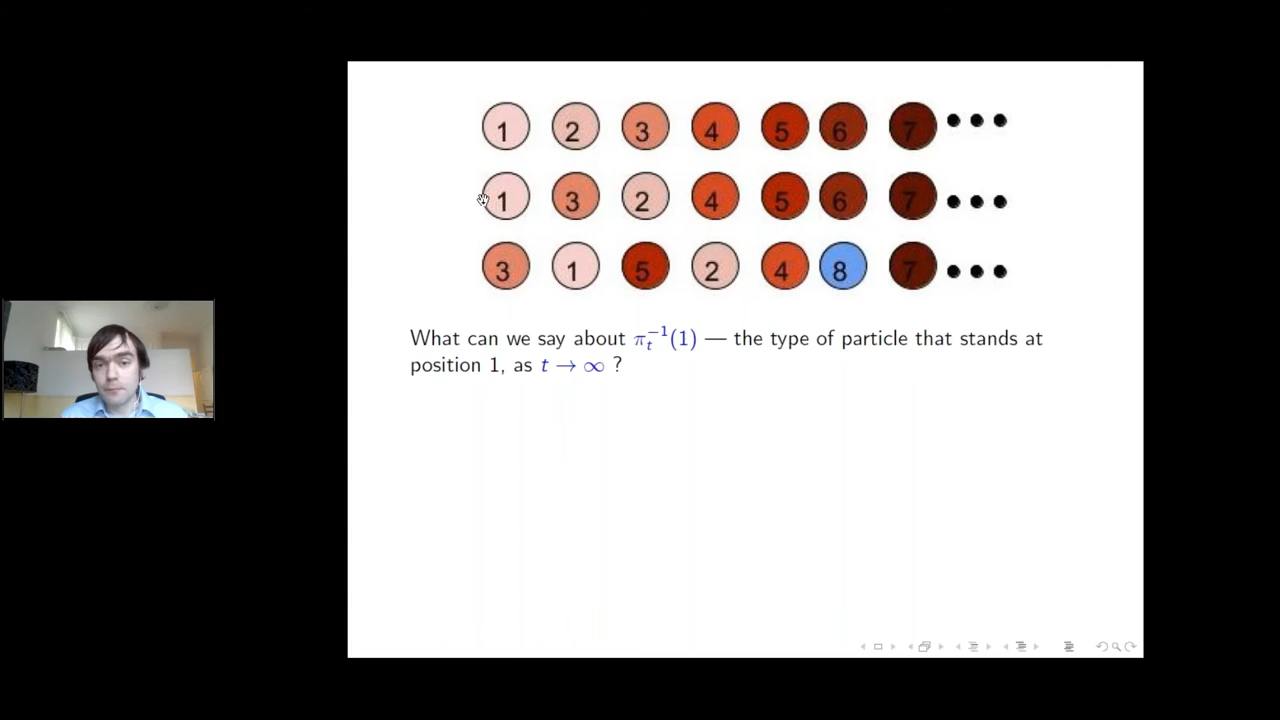 1 2 3 4 5 6 7 •••
1 3 2 4 5 6 7 •••
3 1 5 2 4 8 7 •••
What can we say about π_t^{-1}(1) — the type of particle that stands at
position 1, as t → ∞ ?